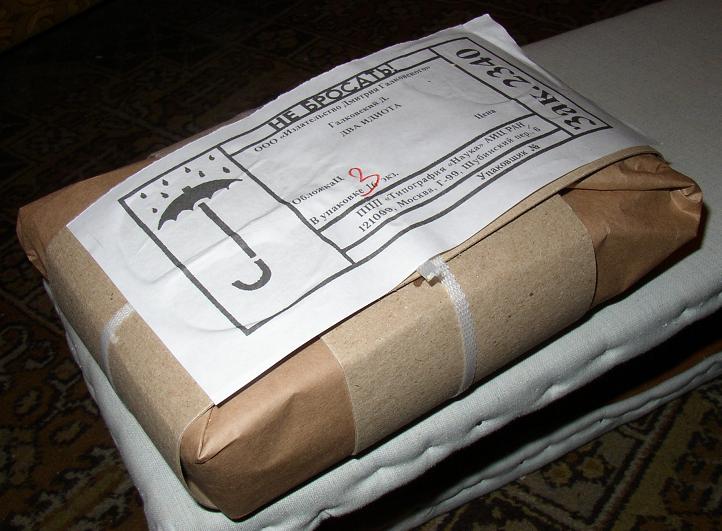 НЕ БРОСАТЬ!
ООО «Издательство Дмитрия Галковского»
Галковский Д.
ДВА ИДИОТА
Цена
Обложка
В упаковке 3 экз.
ППП «Типография «Наука» АИЦ РАН
121099, Москва, Г-99, Шубинский пер., 6
Упаковщик №
Зак. 2340